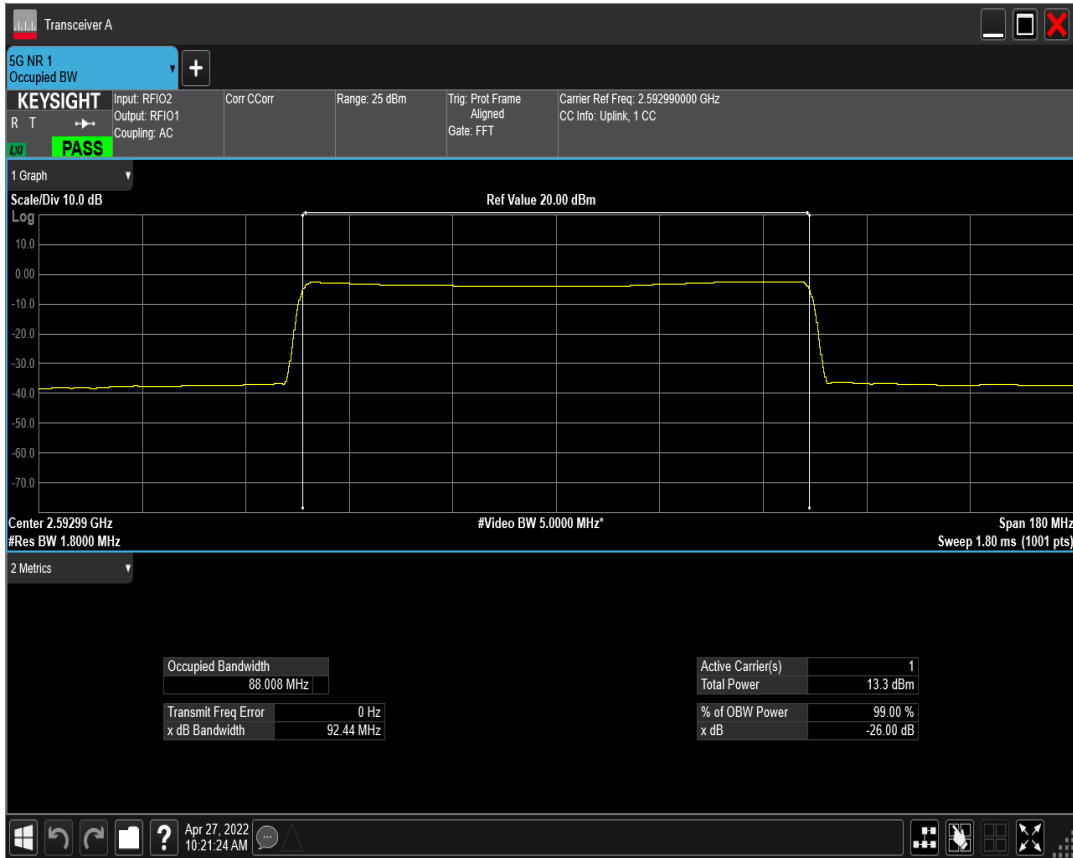 Transceiver A
5G NR 1
Occupied BW
KEYSIGHT
R T
LXI
PASS
Input: RFIO2
Output: RFIO1
Coupling: AC
Corr CCorr
Range: 25 dBm
Trig: Prot Frame
Aligned
Gate: FFT
Carrier Ref Freq: 2.592990000 GHz
CC Info: Uplink, 1 CC
1 Graph
Scale/Div 10.0 dB
Ref Value 20.00 dBm
Log
10.0
0.00
-10.0
-20.0
-30.0
-40.0
-50.0
-60.0
-70.0
Center 2.59299 GHz
#Video BW 5.0000 MHz*
Span 180 MHz
#Res BW 1.8000 MHz
Sweep 1.80 ms (1001 pts)
2 Metrics
Occupied Bandwidth
88.008 MHz
Transmit Freq Error 0 Hz
x dB Bandwidth 92.44 MHz
Active Carrier(s) 1
Total Power 13.3 dBm
% of OBW Power 99.00 %
x dB -26.00 dB
?
Apr 27, 2022
10:21:24 AM